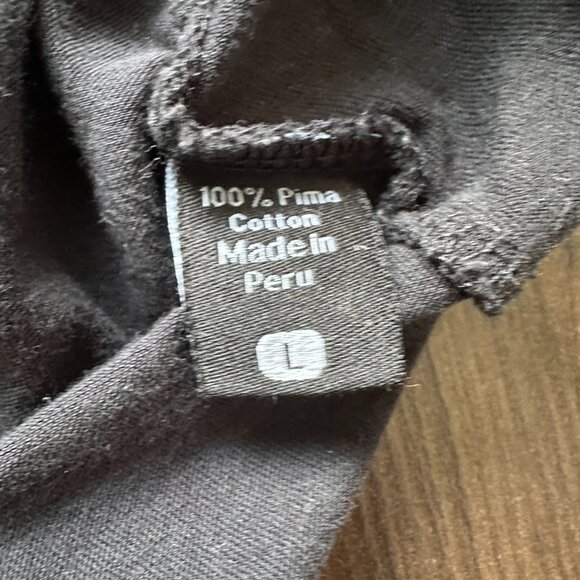 100% Pima
Cotton
Made in
Peru
L